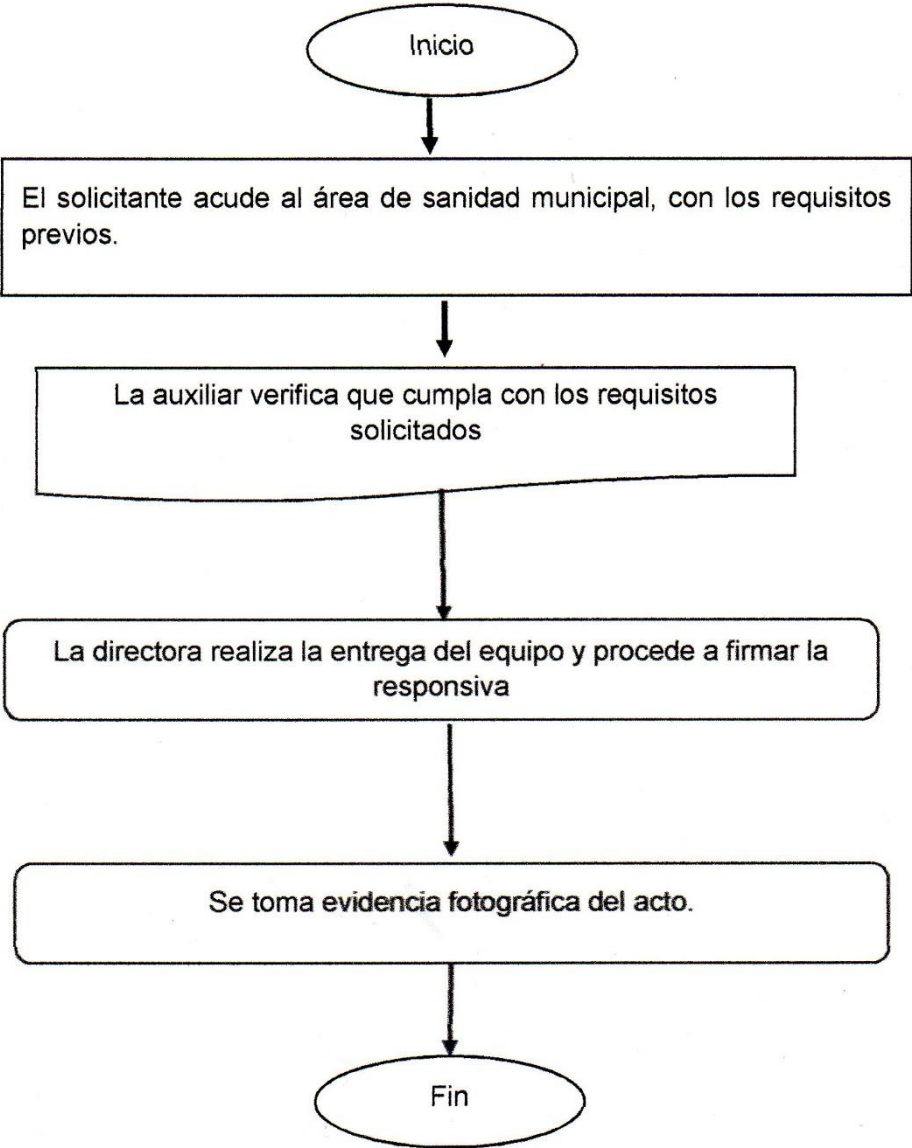 Inicio
El solicitante acude al área de sanidad municipal, con los requisitos
previos.
La auxiliar verifica que cumpla con los requisitos
solicitados
La directora realiza la entrega del equipo y procede a firmar la
responsiva
Se toma evidencia fotográfica del acto.
Fin